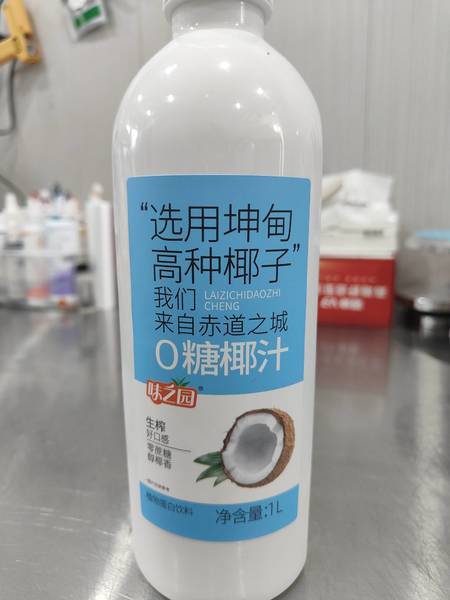 “选用坤甸
高种椰子”
我们 LAIZICHIDAOZHI
CHENG
来自赤道之城
0糖椰汁
味之园®
生榨
好口感
零蔗糖
醇椰香
植物蛋白饮料
净含量:1L